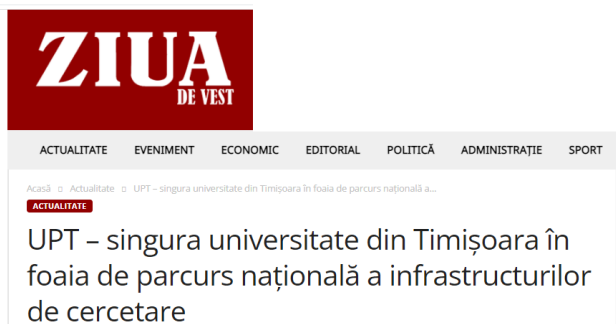 ZIUA
DE VEST
ACTUALITATE EVENIMENT ECONOMIC EDITORIAL POLITICĂ ADMINISTRAȚIE SPORT
Acasă Actualitate UPT – singura universitate din Timișoara în foaia de parcurs națională a...
ACTUALITATE
UPT – singura universitate din Timișoara în
foaia de parcurs națională a infrastructurilor
de cercetare